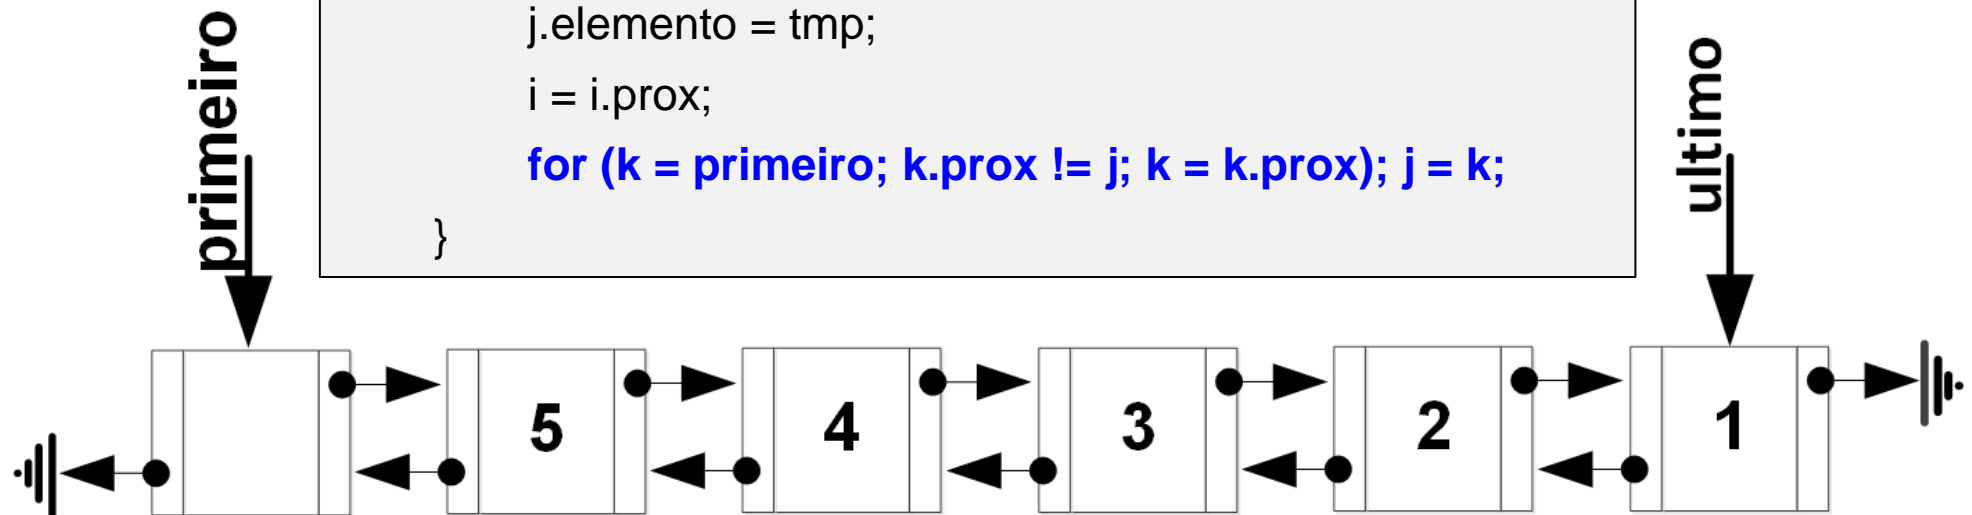 primeiro
j.elemento = tmp;
i = i.prox;
for (k = primeiro; k.prox != j; k = k.prox); j = k;
}
ultimo
5 4 3 2 1